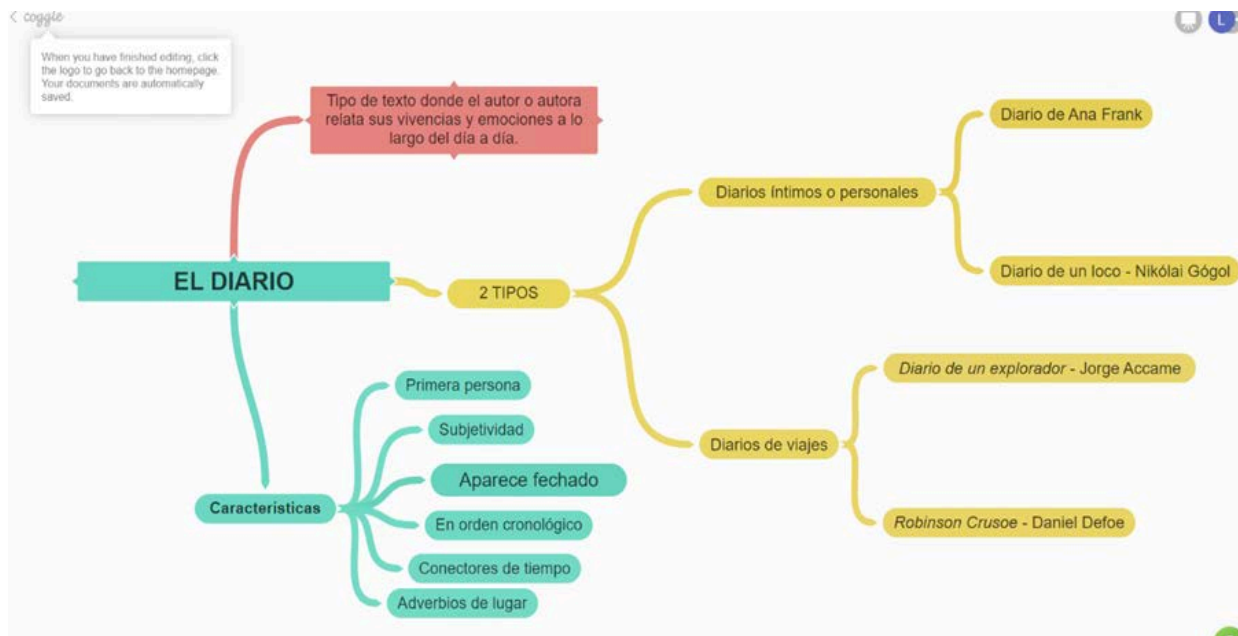 coggle
When you have finished editing, click
the logo to go back to the homepage.
Your documents are automatically
saved.
L
Tipo de texto donde el autor o autora
relata sus vivencias y emociones a lo
largo del día a día.
EL DIARIO
2 TIPOS
Diarios íntimos o personales
Diario de Ana Frank
Diario de un loco - Nikólai Gógol
Diarios de viajes
Diario de un explorador - Jorge Accame
Robinson Crusoe - Daniel Defoe
Características
Primera persona
Subjetividad
Aparece fechado
En orden cronológico
Conectores de tiempo
Adverbios de lugar